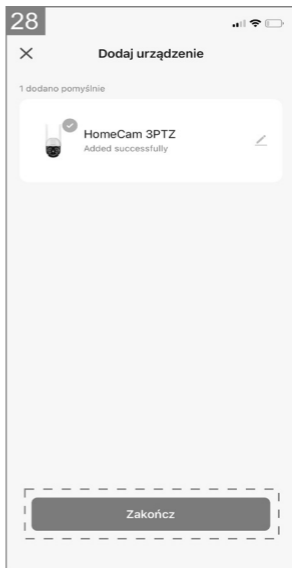 28
Dodaj urządzenie
1 dodano pomyślnie
HomeCam 3PTZ
Added successfully
Zakończ